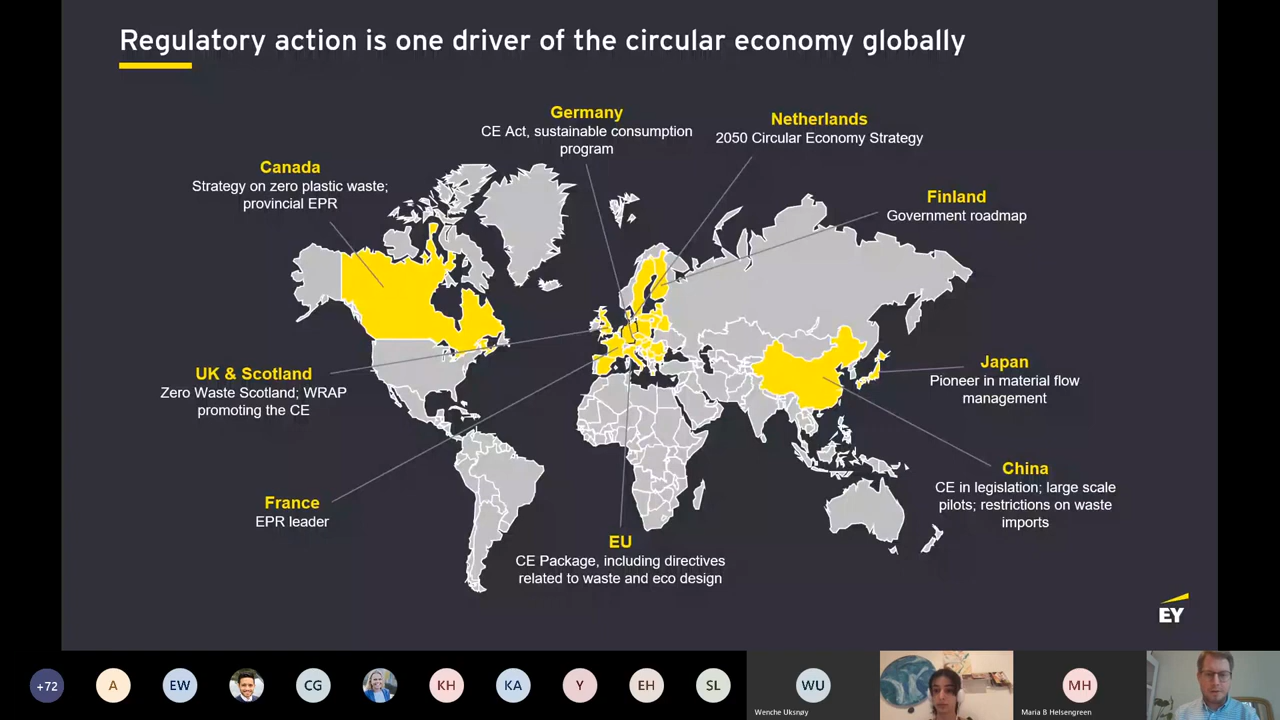 Regulatory action is one driver of the circular economy globally
Germany
CE Act, sustainable consumption
program
Netherlands
2050 Circular Economy Strategy
Canada
Strategy on zero plastic waste;
provincial EPR
Finland
Government roadmap
UK & Scotland
Zero Waste Scotland; WRAP
promoting the CE
Japan
Pioneer in material flow
management
China
CE in legislation; large scale
pilots; restrictions on waste
imports
France
EPR leader
EU
CE Package, including directives
related to waste and eco design
EY
+72
A
EW
CG
KH
KA
Y
EH
SL
WU
MH
Wenche Uksnøy
Maria B Helsengreen